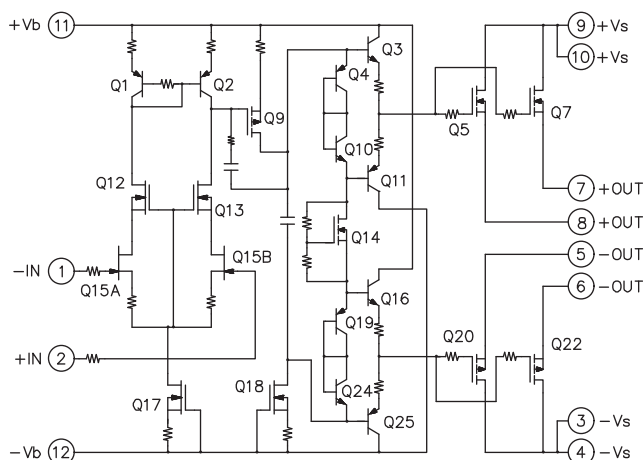 +Vb 11
Q1
Q2
Q3
Q4
9 +Vs
10 +Vs
Q9
Q5
Q7
Q10
Q11
Q12
Q13
7 +OUT
8 +OUT
Q14
-IN 1
Q15A
Q15B
5 -OUT
6 -OUT
Q16
Q19
Q20
Q22
+IN 2
Q17
Q18
Q24
Q25
3 -Vs
-Vb 12
4 -Vs